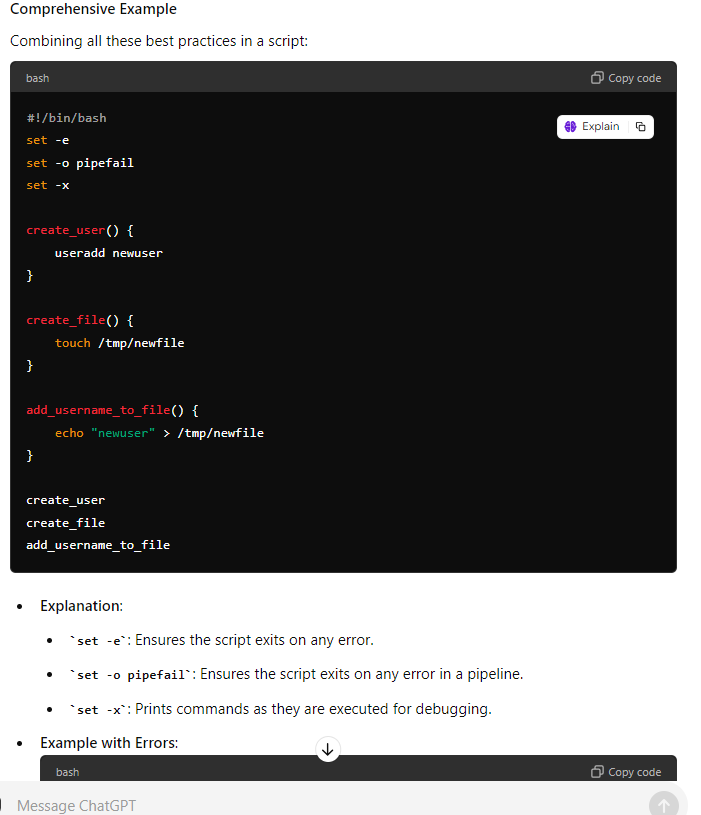 Comprehensive Example
Combining all these best practices in a script:
bash
Copy code
#!/bin/bash
Explain
set -e
set -o pipefail
set -x
create_user() {
    useradd newuser
}
create_file() {
    touch /tmp/newfile
}
add_username_to_file() {
    echo "newuser" > /tmp/newfile
}
create_user
create_file
add_username_to_file
• Explanation:
• `set -e`: Ensures the script exits on any error.
• `set -o pipefail`: Ensures the script exits on any error in a pipeline.
• `set -x`: Prints commands as they are executed for debugging.
• Example with Errors:
bash
Copy code
Message ChatGPT